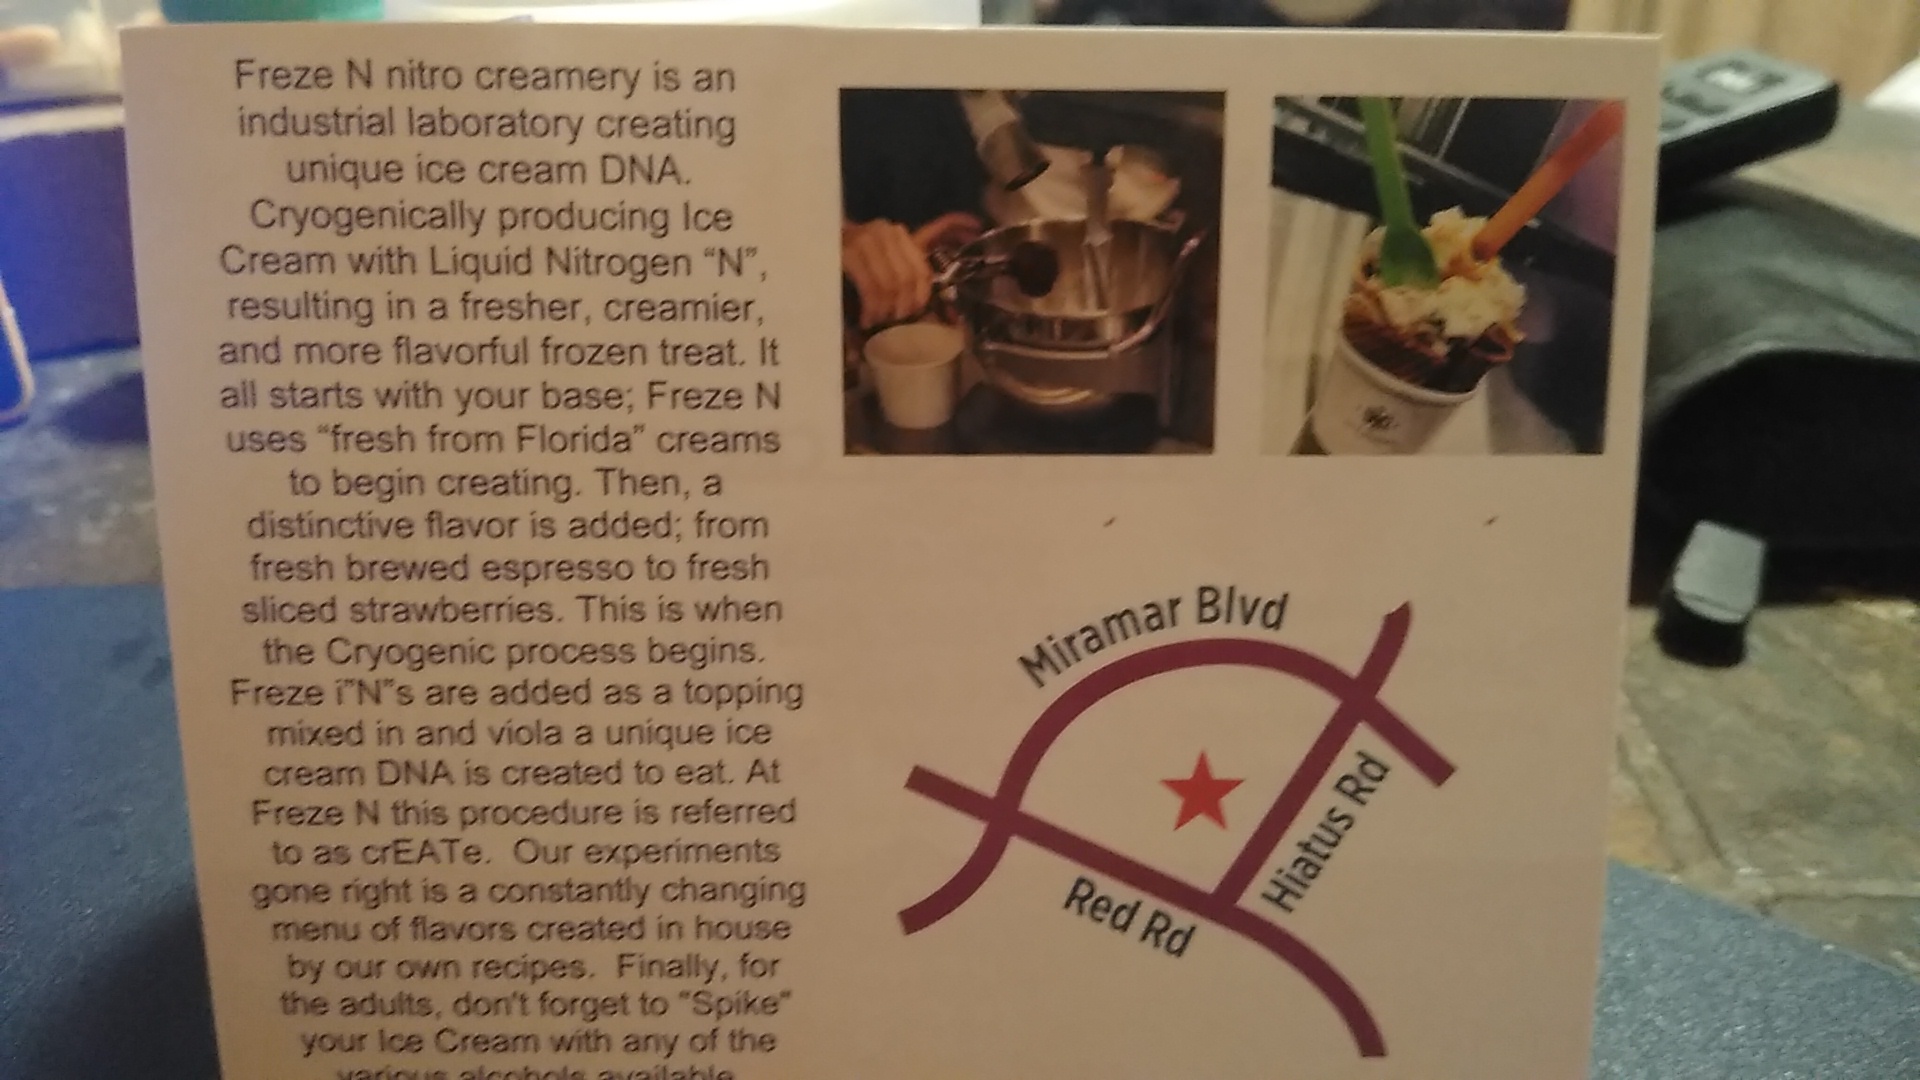 Freze N nitro creamery is an
industrial laboratory creating
unique ice cream DNA.
Cryogenically producing Ice
Cream with Liquid Nitrogen “N”,
resulting in a fresher, creamier,
and more flavorful frozen treat. It
all starts with your base; Freze N
uses “fresh from Florida” creams
to begin creating. Then, a
distinctive flavor is added; from
fresh brewed espresso to fresh
sliced strawberries. This is when
the Cryogenic process begins.
Freze i”N”s are added as a topping
mixed in and viola a unique ice
cream DNA is created to eat. At
Freze N this procedure is referred
to as crEATe. Our experiments
gone right is a constantly changing
menu of flavors created in house
by our own recipes. Finally, for
the adults, don't forget to "Spike"
your Ice Cream with any of the
various alcohols available
Miramar Blvd
Hiatus Rd
Red Rd